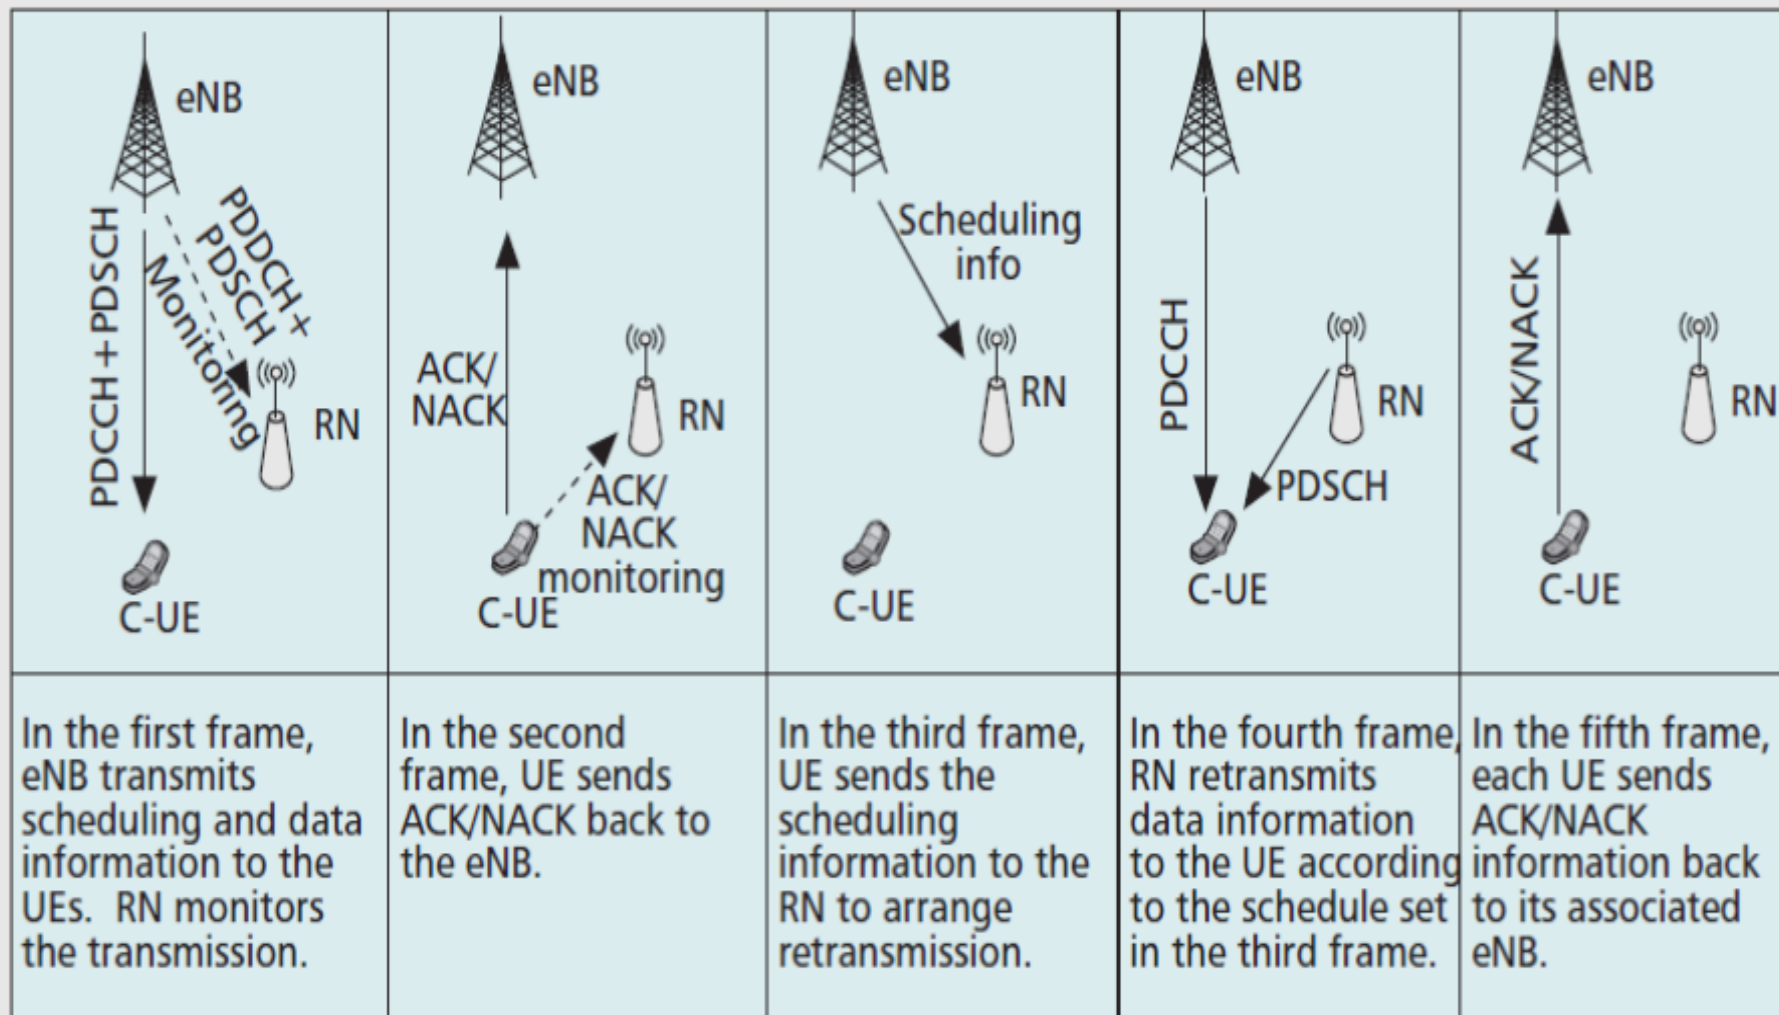 eNB
PDCCH+PDSCH
PDDCH+
PDSCH
Monitoring
RN
C-UE
eNB
ACK/
NACK
RN
ACK/
NACK
monitoring
C-UE
eNB
Scheduling
info
RN
C-UE
eNB
PDCCH
RN
PDSCH
C-UE
eNB
ACK/NACK
RN
C-UE
In the first frame,
eNB transmits
scheduling and data
information to the
UEs. RN monitors
the transmission.
In the second
frame, UE sends
ACK/NACK back to
the eNB.
In the third frame,
UE sends the
scheduling
information to the
RN to arrange
retransmission.
In the fourth frame,
RN retransmits
data information
to the UE according
to the schedule set
in the third frame.
In the fifth frame,
each UE sends
ACK/NACK
information back
to its associated
eNB.